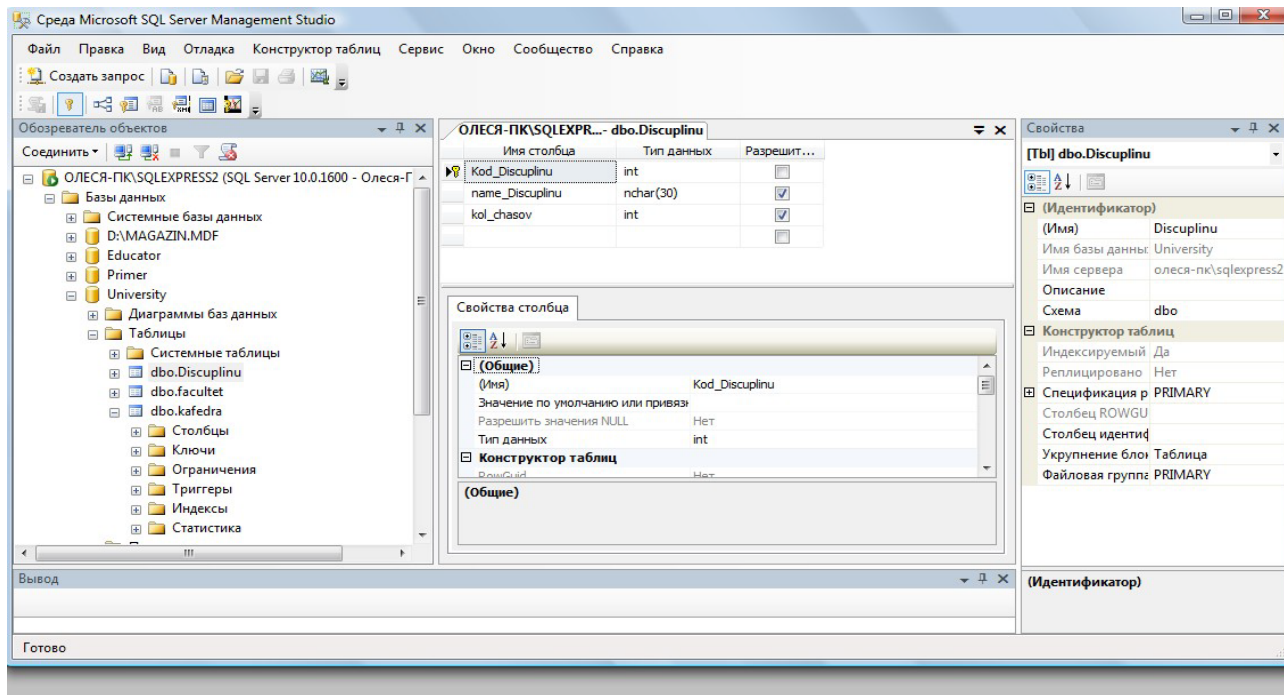 Среда Microsoft SQL Server Management Studio
Файл Правка Вид Отладка Конструктор таблиц Сервис Окно Сообщество Справка
Создать запрос
Обозреватель объектов
Соединить
ОЛЕСЯ-ПК\SQLEXPRESS2 (SQL Server 10.0.1600 - Олеся-Г
Базы данных
Системные базы данных
D:\MAGAZIN.MDF
Educator
Primer
University
Диаграммы баз данных
Таблицы
Системные таблицы
dbo.Discuplinu
dbo.facultet
dbo.kafedra
Столбцы
Ключи
Ограничения
Триггеры
Индексы
Статистика
ОЛЕСЯ-ПК\SQLEXPR...- dbo.Discuplinu
Имя столбца Тип данных Разрешит...
Kod_Discuplinu int
name_Discuplinu nchar(30)
kol_chasov int
Свойства столбца
(Общие)
(Имя) Kod_Discuplinu
Значение по умолчанию или привязк
Разрешить значения NULL Нет
Тип данных int
Конструктор таблиц
RowGuid Нет
(Общие)
Свойства
[Tbl] dbo.Discuplinu
(Идентификатор)
(Имя) Discuplinu
Имя базы данны University
Имя сервера олеся-пк\sqlexpress2
Описание
Схема dbo
Конструктор таблиц
Индексируемый Да
Реплицировано Нет
Спецификация р PRIMARY
Столбец ROWGU
Столбец идентиф
Укрупнение блок Таблица
Файловая группа PRIMARY
(Идентификатор)
Вывод
Готово